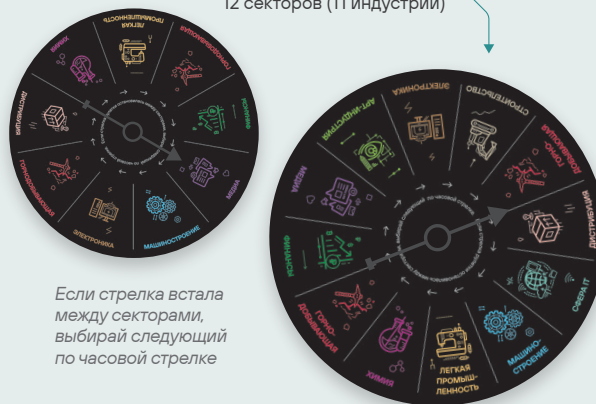 12 секторов (11 индустрий)
ЛЕГКАЯ
ПРОМЫШЛЕННОСТЬ
ГОРНОДОБЫВАЮЩАЯ
ФИНАНСЫ
МЕДИА
МАШИНОСТРОЕНИЕ
ЭЛЕКТРОНИКА
ГОРНОДОБЫВАЮЩАЯ
ДИСТРИБУЦИЯ
ХИМИЯ
Если стрелка встала
между секторами,
выбирай следующий
по часовой стрелке
ЭЛЕКТРОНИКА
СТРОИТЕЛЬСТВО
ГОРНО-
ДОБЫВАЮЩАЯ
ДИСТРИБУЦИЯ
СФЕРА IT
МАШИНО-
СТРОЕНИЕ
ЛЕГКАЯ
ПРОМЫШ-
ЛЕННОСТЬ
ХИМИЯ
ГОРНО-
ДОБЫВАЮЩАЯ
ФИНАНСЫ
МЕДИА
АРТ-ИНДУСТРИЯ